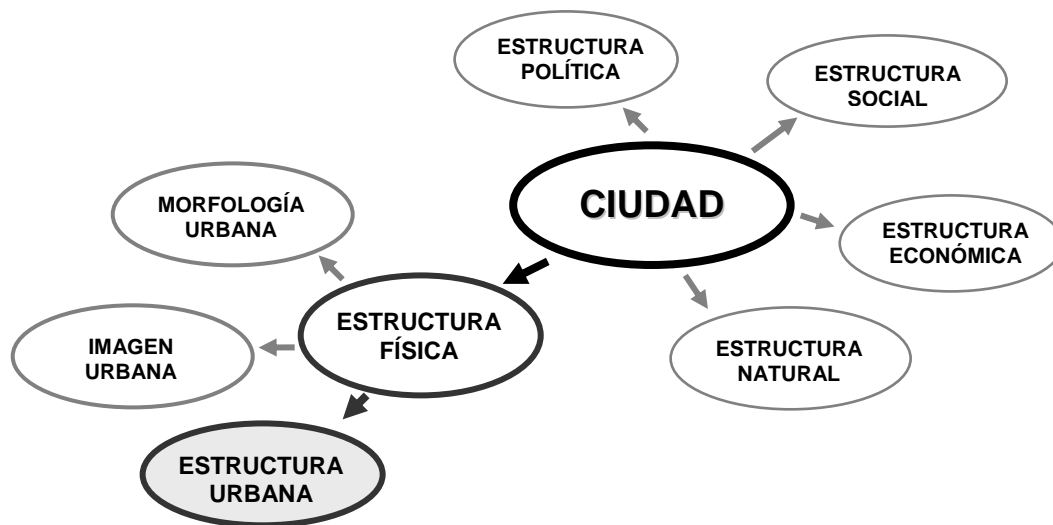 ESTRUCTURA
POLÍTICA
ESTRUCTURA
SOCIAL
CIUDAD
MORFOLOGÍA
URBANA
ESTRUCTURA
ECONÓMICA
ESTRUCTURA
FÍSICA
IMAGEN
URBANA
ESTRUCTURA
NATURAL
ESTRUCTURA
URBANA